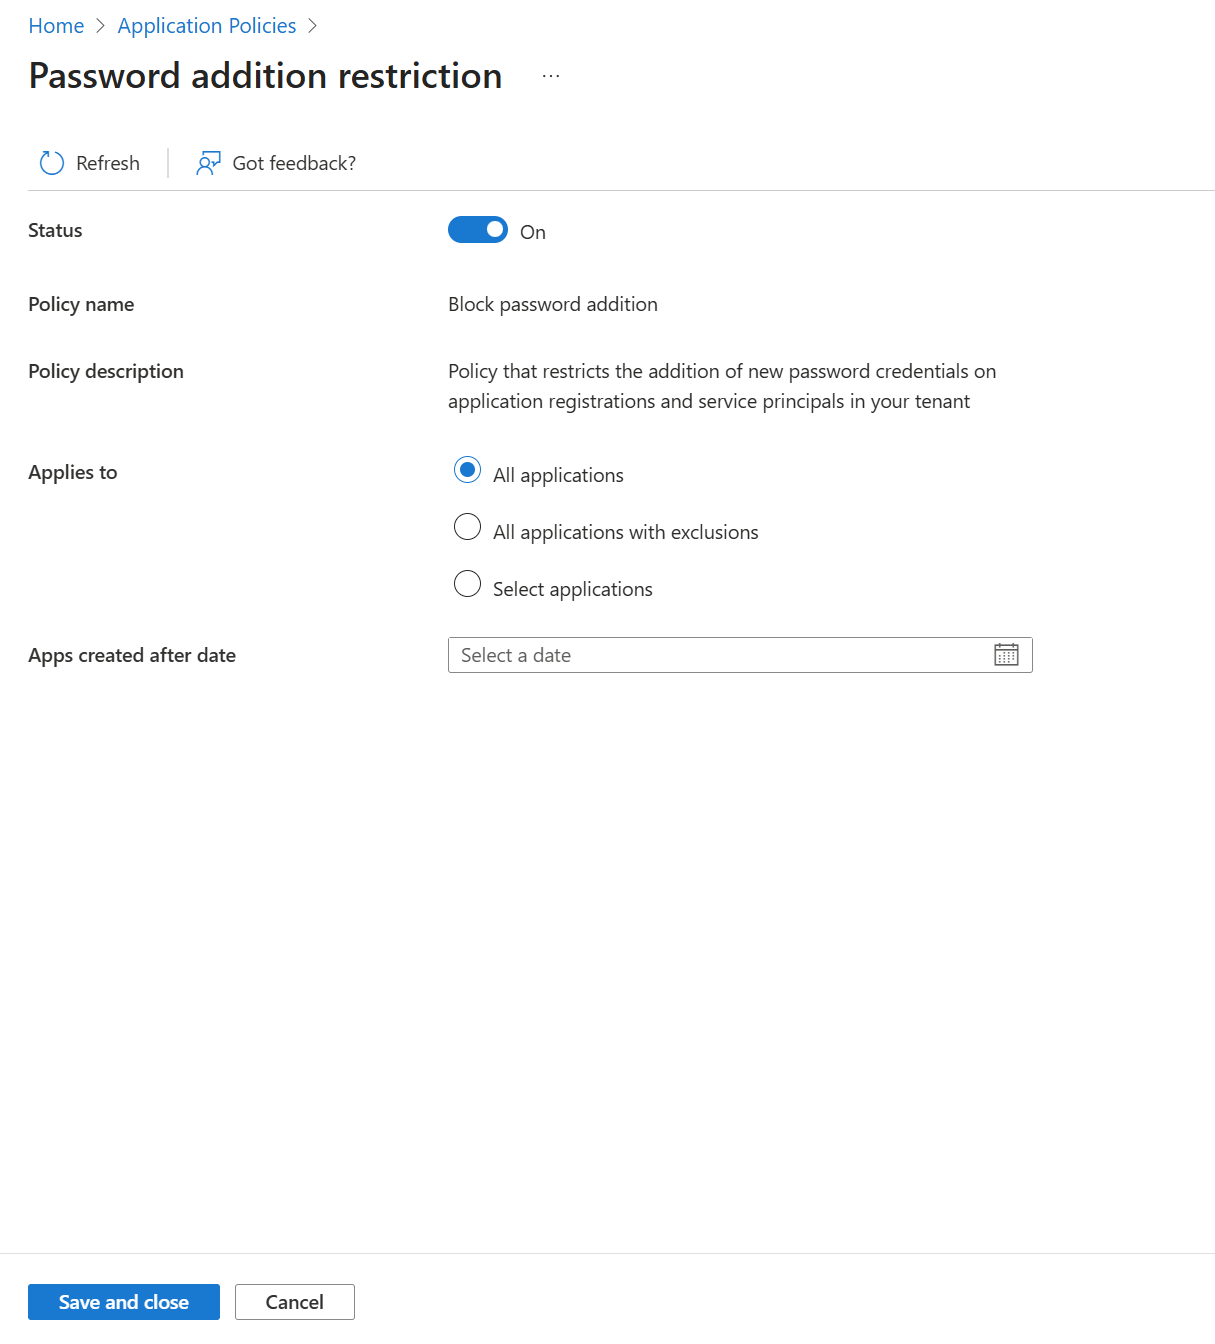 Home > Application Policies >
Password addition restriction ...
Refresh Got feedback?
Status On
Policy name Block password addition
Policy description Policy that restricts the addition of new password credentials on
application registrations and service principals in your tenant
Applies to All applications
All applications with exclusions
Select applications
Apps created after date Select a date
Save and close Cancel